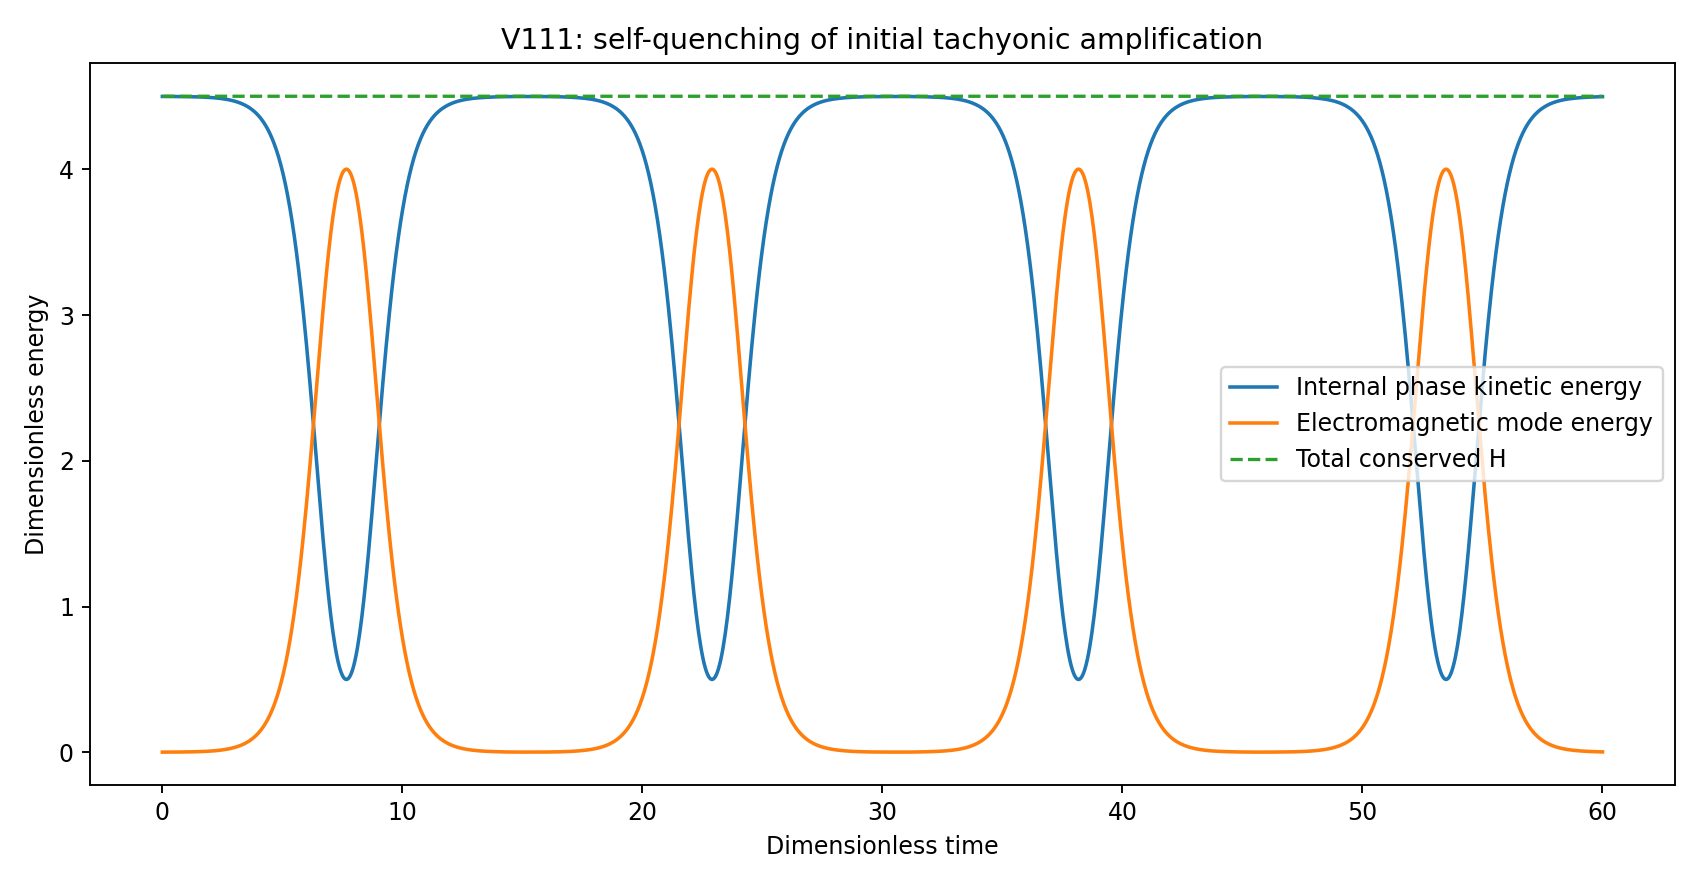 V111: self-quenching of initial tachyonic amplification
Dimensionless energy
4
3
2
1
0
Internal phase kinetic energy
Electromagnetic mode energy
Total conserved H
0 10 20 30 40 50 60
Dimensionless time